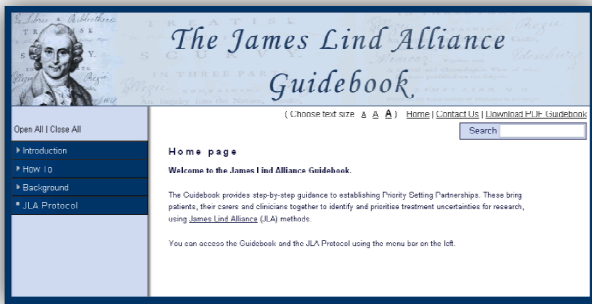 The James Lind Alliance
Guidebook
( Choose text size A A A ) Home | Contact Us | Download PDF Guidebook
Search
Open All | Close All
Introduction
How To
Background
JLA Protocol
Home page
Welcome to the James Lind Alliance Guidebook.
The Guidebook provides step-by-step guidance to establishing Priority Setting Partnerships. These bring
patients, their carers and clinicians together to identify and prioritise treatment uncertainties for research,
using James Lind Alliance (JLA) methods.
You can access the Guidebook and the JLA Protocol using the menu bar on the left.